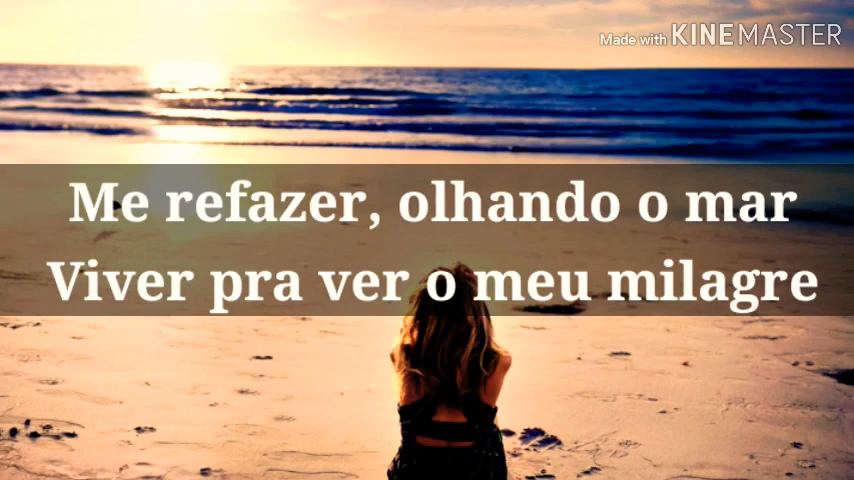 Made with KINEMASTER
Me refazer, olhando o mar
Viver pra ver o meu milagre